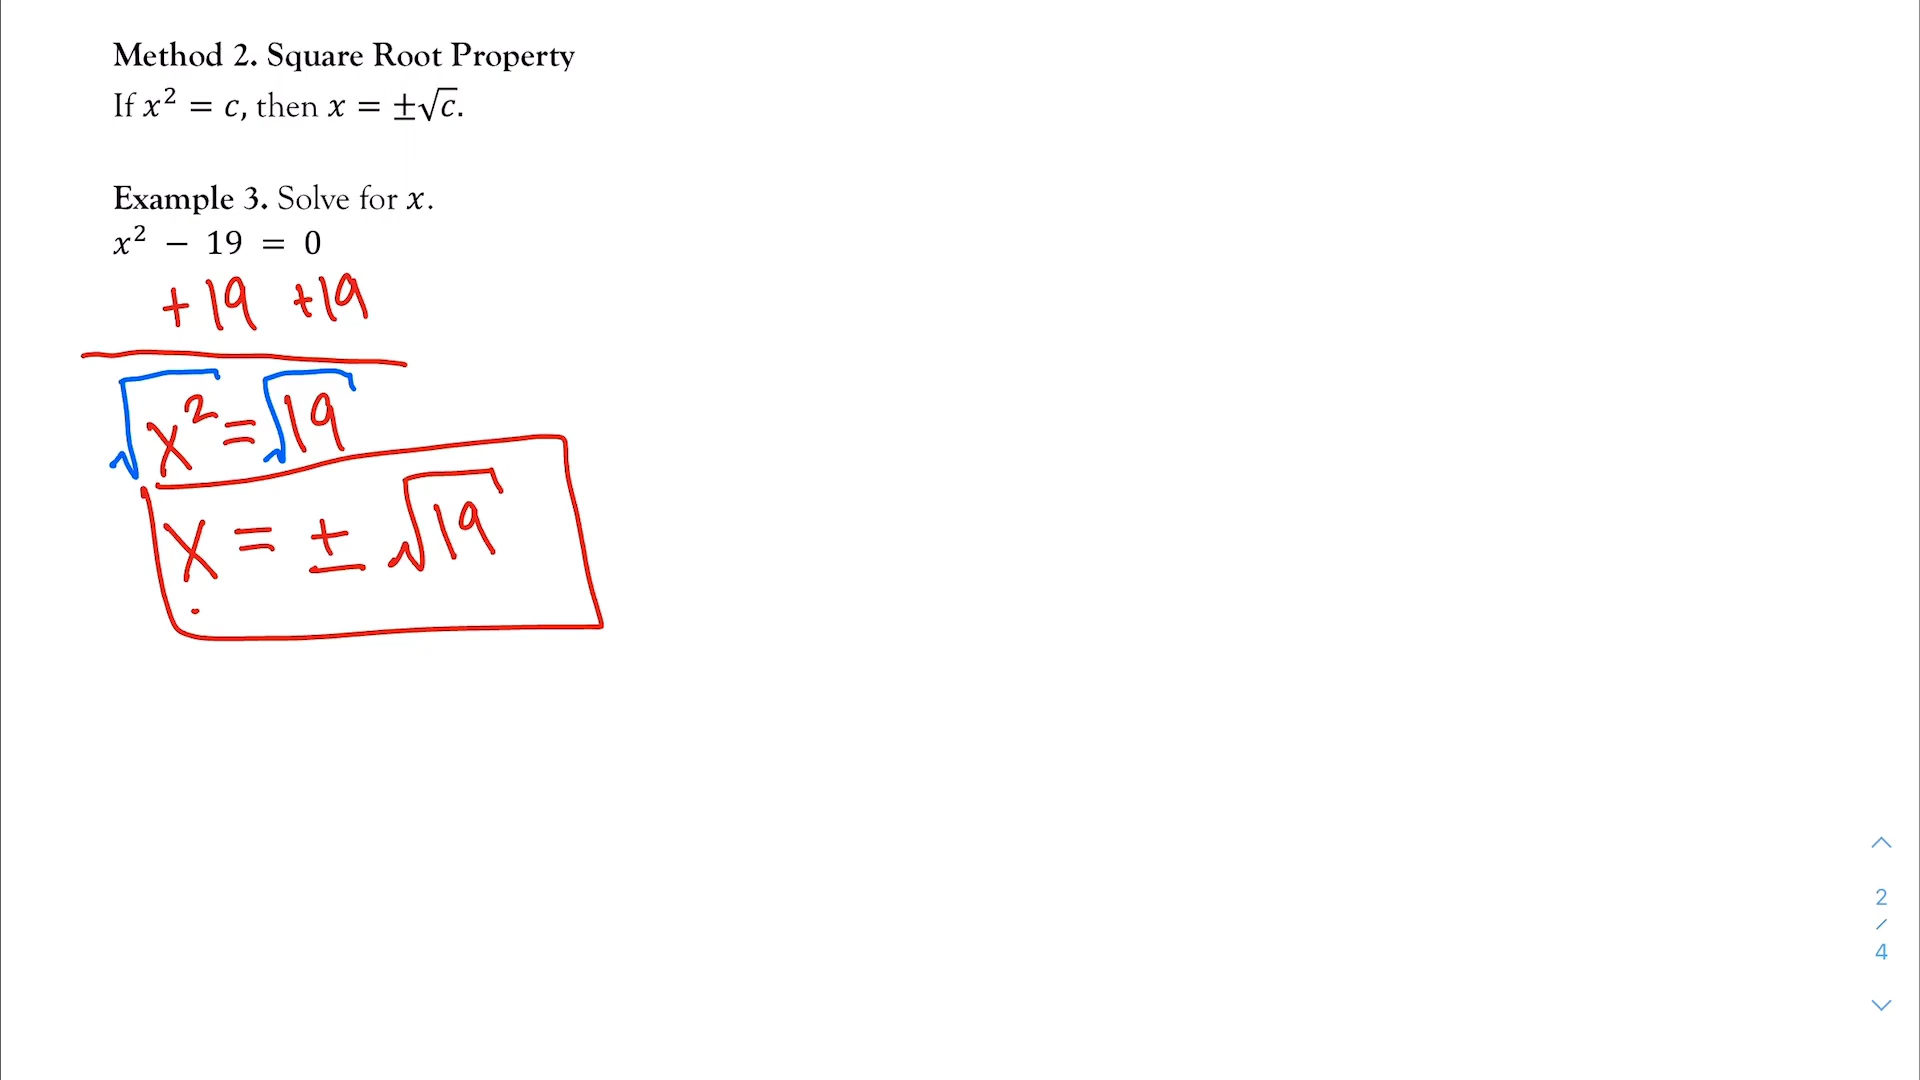 Method 2. Square Root Property
If x² = c, then x = ±√c.
Example 3. Solve for x.
x² − 19 = 0
+19 +19
√x² = √19
x = ± √19
2
/
4